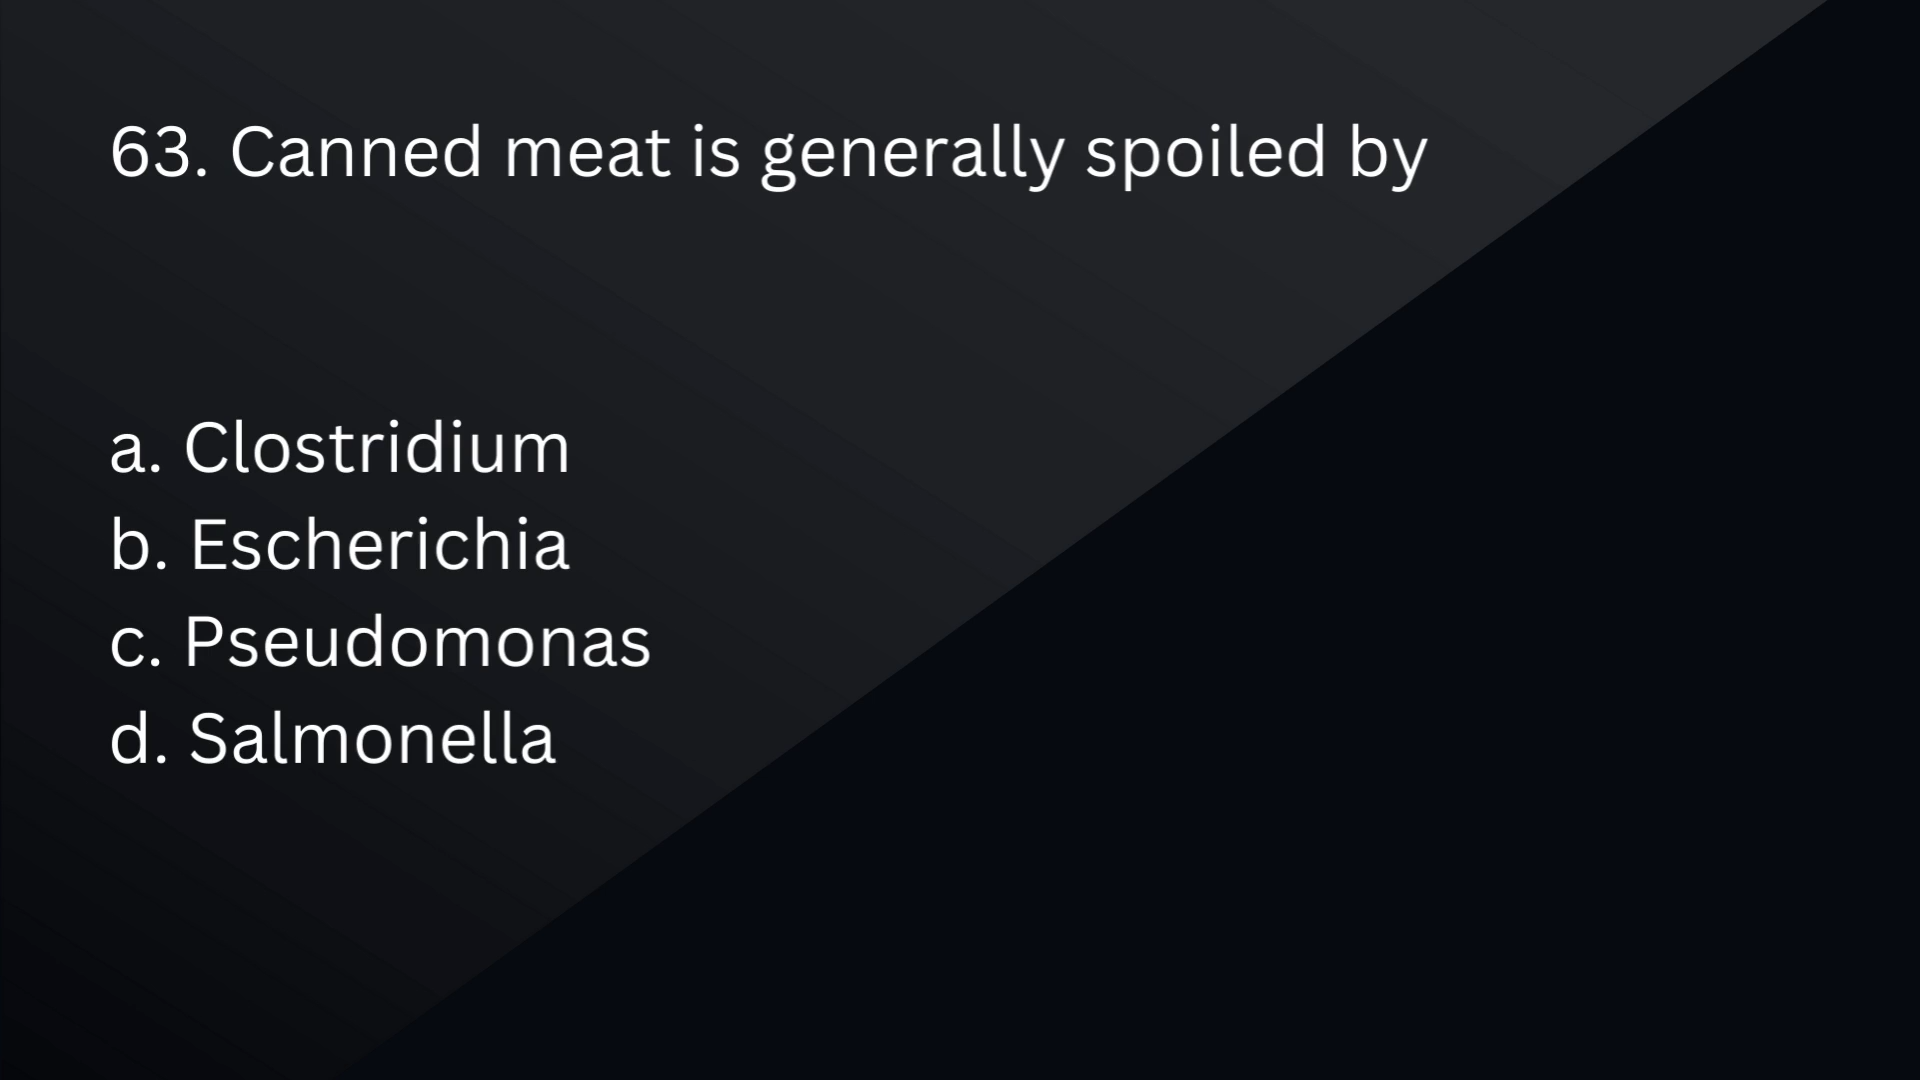 63. Canned meat is generally spoiled by
a. Clostridium
b. Escherichia
c. Pseudomonas
d. Salmonella